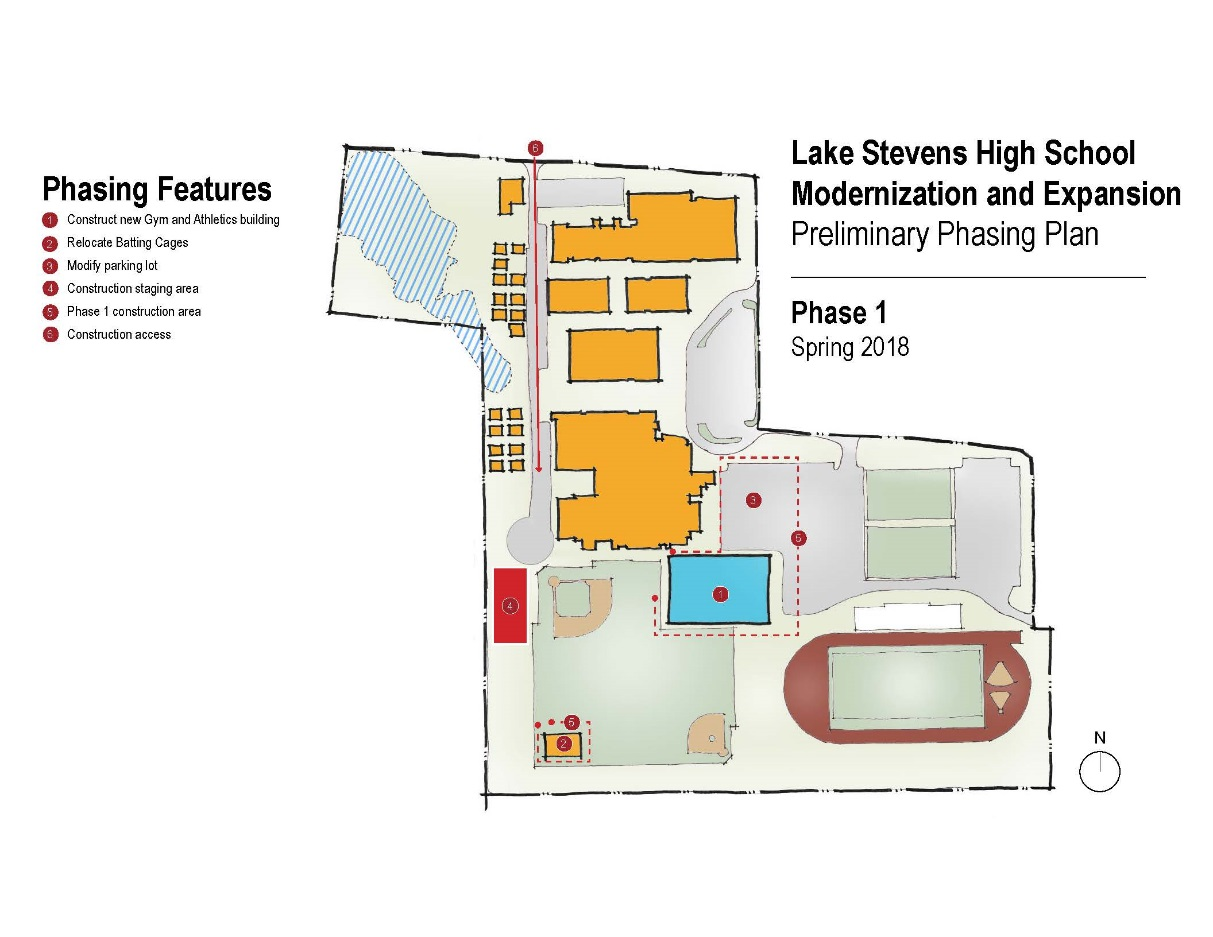 Phasing Features
1 Construct new Gym and Athletics building
2 Relocate Batting Cages
3 Modify parking lot
4 Construction staging area
5 Phase 1 construction area
6 Construction access
Lake Stevens High School
Modernization and Expansion
Preliminary Phasing Plan
Phase 1
Spring 2018
6
3
5
1
4
5
2
N